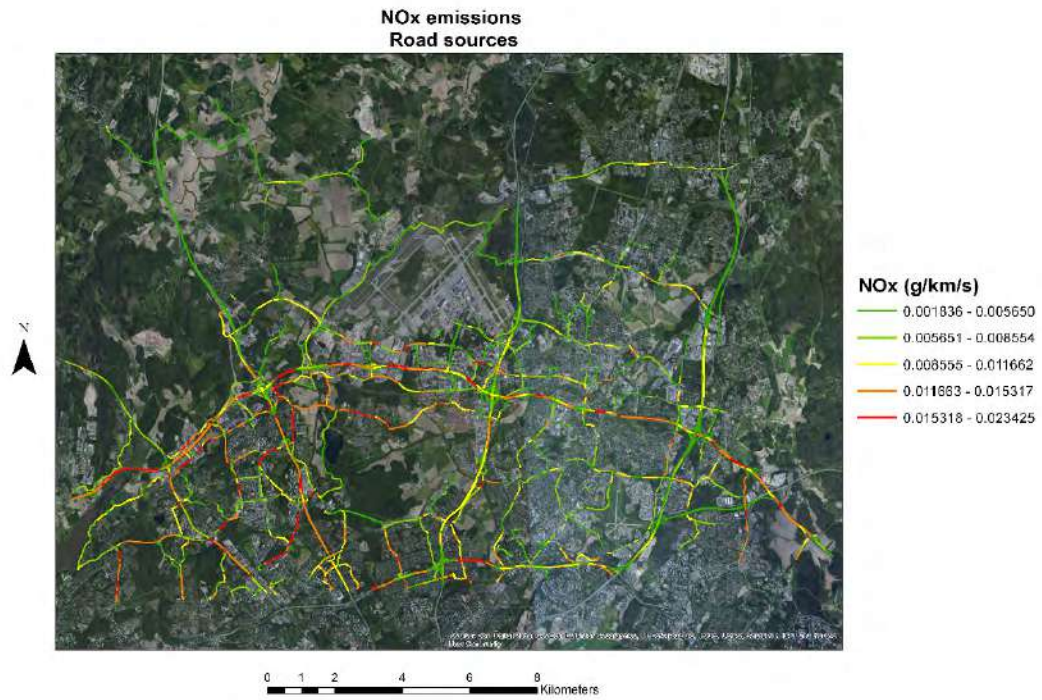 NOx emissions
Road sources
N
NOx (g/km/s)
0.001836 - 0.005650
0.005651 - 0.008554
0.008555 - 0.011662
0.011663 - 0.015317
0.015318 - 0.023425
0 1 2 4 6 8
Kilometers